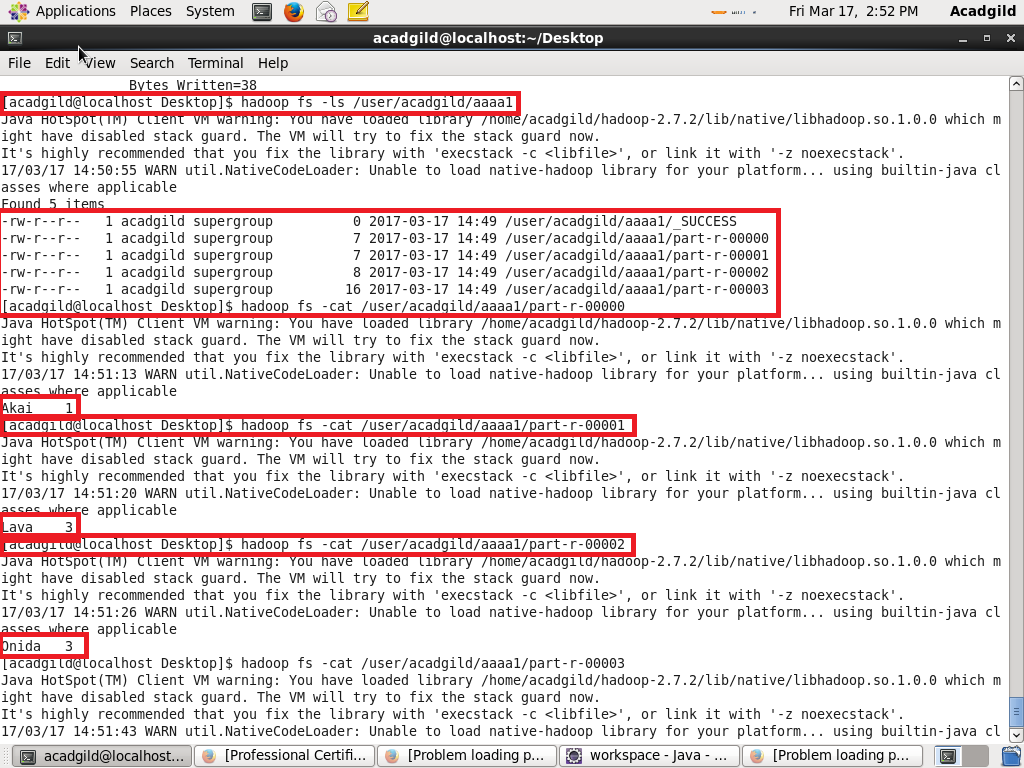 Applications Places System Fri Mar 17, 2:52 PM Acadgild
acadgild@localhost:~/Desktop
File Edit View Search Terminal Help
Bytes Written=38
[acadgild@localhost Desktop]$ hadoop fs -ls /user/acadgild/aaaa1
Java HotSpot(TM) Client VM warning: You have loaded library /home/acadgild/hadoop-2.7.2/lib/native/libhadoop.so.1.0.0 which m
ight have disabled stack guard. The VM will try to fix the stack guard now.
It's highly recommended that you fix the library with 'execstack -c <libfile>', or link it with '-z noexecstack'.
17/03/17 14:50:55 WARN util.NativeCodeLoader: Unable to load native-hadoop library for your platform... using builtin-java cl
asses where applicable
Found 5 items
-rw-r--r--   1 acadgild supergroup          0 2017-03-17 14:49 /user/acadgild/aaaa1/_SUCCESS
-rw-r--r--   1 acadgild supergroup          7 2017-03-17 14:49 /user/acadgild/aaaa1/part-r-00000
-rw-r--r--   1 acadgild supergroup          7 2017-03-17 14:49 /user/acadgild/aaaa1/part-r-00001
-rw-r--r--   1 acadgild supergroup          8 2017-03-17 14:49 /user/acadgild/aaaa1/part-r-00002
-rw-r--r--   1 acadgild supergroup         16 2017-03-17 14:49 /user/acadgild/aaaa1/part-r-00003
[acadgild@localhost Desktop]$ hadoop fs -cat /user/acadgild/aaaa1/part-r-00000
Java HotSpot(TM) Client VM warning: You have loaded library /home/acadgild/hadoop-2.7.2/lib/native/libhadoop.so.1.0.0 which m
ight have disabled stack guard. The VM will try to fix the stack guard now.
It's highly recommended that you fix the library with 'execstack -c <libfile>', or link it with '-z noexecstack'.
17/03/17 14:51:13 WARN util.NativeCodeLoader: Unable to load native-hadoop library for your platform... using builtin-java cl
asses where applicable
Akai    1
[acadgild@localhost Desktop]$ hadoop fs -cat /user/acadgild/aaaa1/part-r-00001
Java HotSpot(TM) Client VM warning: You have loaded library /home/acadgild/hadoop-2.7.2/lib/native/libhadoop.so.1.0.0 which m
ight have disabled stack guard. The VM will try to fix the stack guard now.
It's highly recommended that you fix the library with 'execstack -c <libfile>', or link it with '-z noexecstack'.
17/03/17 14:51:20 WARN util.NativeCodeLoader: Unable to load native-hadoop library for your platform... using builtin-java cl
asses where applicable
Lava    3
[acadgild@localhost Desktop]$ hadoop fs -cat /user/acadgild/aaaa1/part-r-00002
Java HotSpot(TM) Client VM warning: You have loaded library /home/acadgild/hadoop-2.7.2/lib/native/libhadoop.so.1.0.0 which m
ight have disabled stack guard. The VM will try to fix the stack guard now.
It's highly recommended that you fix the library with 'execstack -c <libfile>', or link it with '-z noexecstack'.
17/03/17 14:51:26 WARN util.NativeCodeLoader: Unable to load native-hadoop library for your platform... using builtin-java cl
asses where applicable
Onida   3
[acadgild@localhost Desktop]$ hadoop fs -cat /user/acadgild/aaaa1/part-r-00003
Java HotSpot(TM) Client VM warning: You have loaded library /home/acadgild/hadoop-2.7.2/lib/native/libhadoop.so.1.0.0 which m
ight have disabled stack guard. The VM will try to fix the stack guard now.
It's highly recommended that you fix the library with 'execstack -c <libfile>', or link it with '-z noexecstack'.
17/03/17 14:51:43 WARN util.NativeCodeLoader: Unable to load native-hadoop library for your platform... using builtin-java cl
acadgild@localhost... [Professional Certifi... [Problem loading p... workspace - Java - ... [Problem loading p...